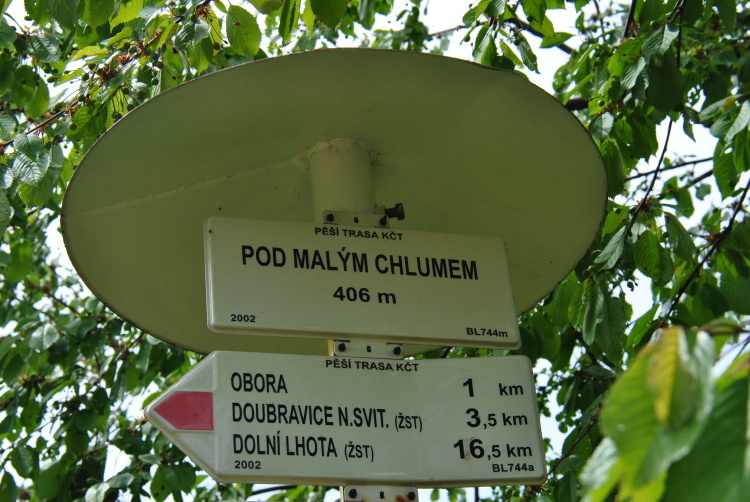 PĚŠÍ TRASA KČT
POD MALÝM CHLUMEM
406 m
2002 BL744m
PĚŠÍ TRASA KČT
OBORA 1 km
DOUBRAVICE N.SVIT. (ŽST) 3,5 km
DOLNÍ LHOTA (ŽST) 16,5 km
2002 BL744a